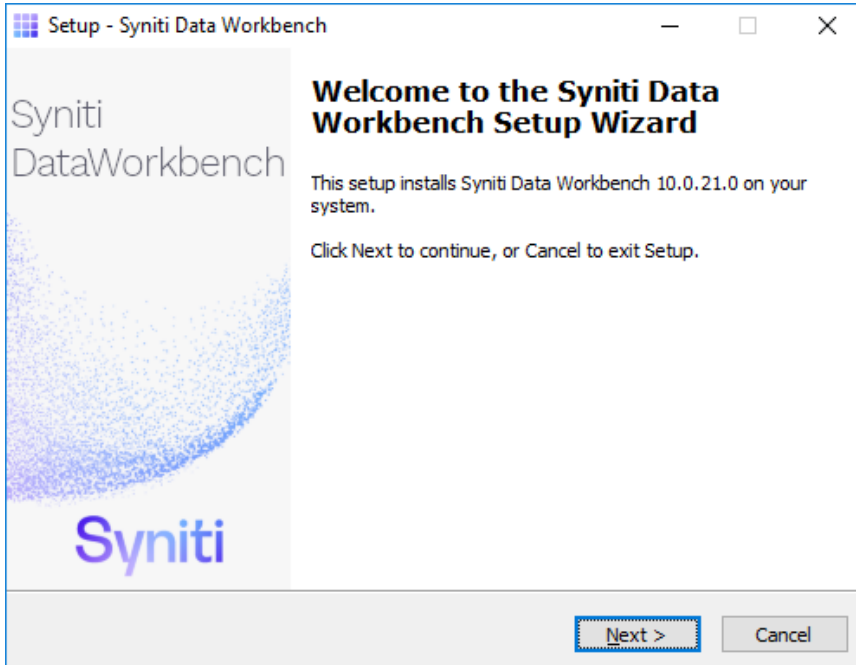 Setup - Syniti Data Workbench
Syniti
DataWorkbench
Syniti
Welcome to the Syniti Data
Workbench Setup Wizard
This setup installs Syniti Data Workbench 10.0.21.0 on your
system.
Click Next to continue, or Cancel to exit Setup.
Next >
Cancel